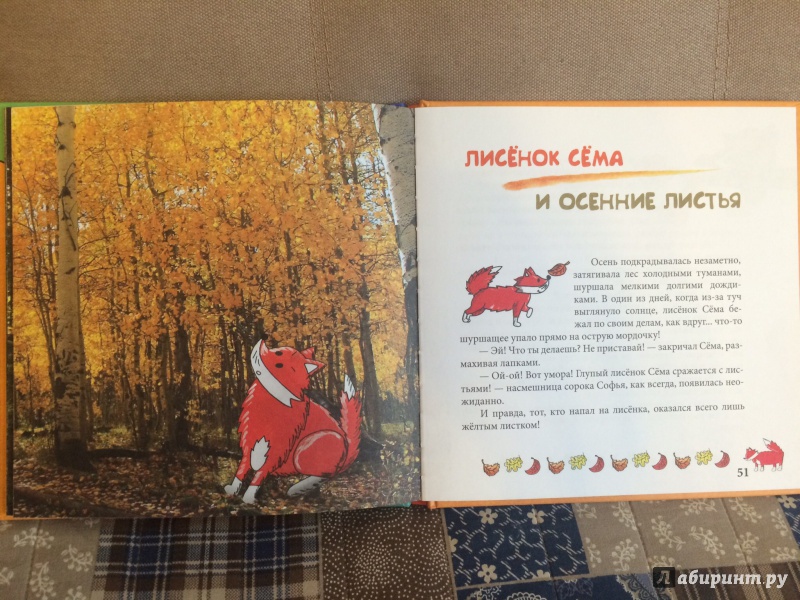 ЛИСЁНОК СЁМА
И ОСЕННИЕ ЛИСТЬЯ
Осень подкрадывалась незаметно,
затягивала лес холодными туманами,
шуршала мелкими долгими дожди-
ками. В один из дней, когда из-за туч
выглянуло солнце, лисёнок Сёма бе-
жал по своим делам, как вдруг... что-то
шуршащее упало прямо на острую мордочку!
— Эй! Что ты делаешь? Не приставай! — закричал Сёма, раз-
махивая лапками.
— Ой-ой! Вот умора! Глупый лисёнок Сёма сражается с лис-
тьями! — насмешница сорока Софья, как всегда, появилась нео-
жиданно.
И правда, тот, кто напал на лисёнка, оказался всего лишь
жёлтым листком!
51
Лабиринт.ру